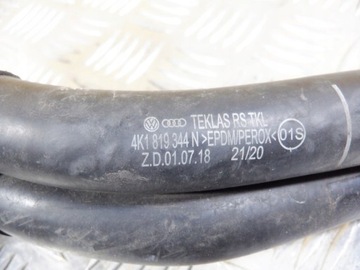 TEKLAS RS TKL
4K1 819 344 N >EPDM/PEROX< 01S
Z.D.01.07.18 21/20